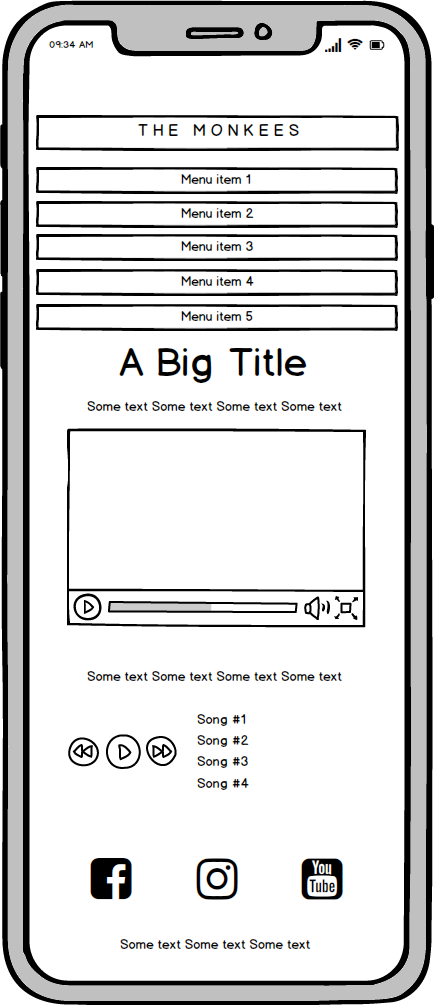 09:34 AM
THE MONKEES
Menu item 1
Menu item 2
Menu item 3
Menu item 4
Menu item 5
A Big Title
Some text Some text Some text Some text
Some text Some text Some text Some text
Song #1
Song #2
Song #3
Song #4
You
Tube
Some text Some text Some text